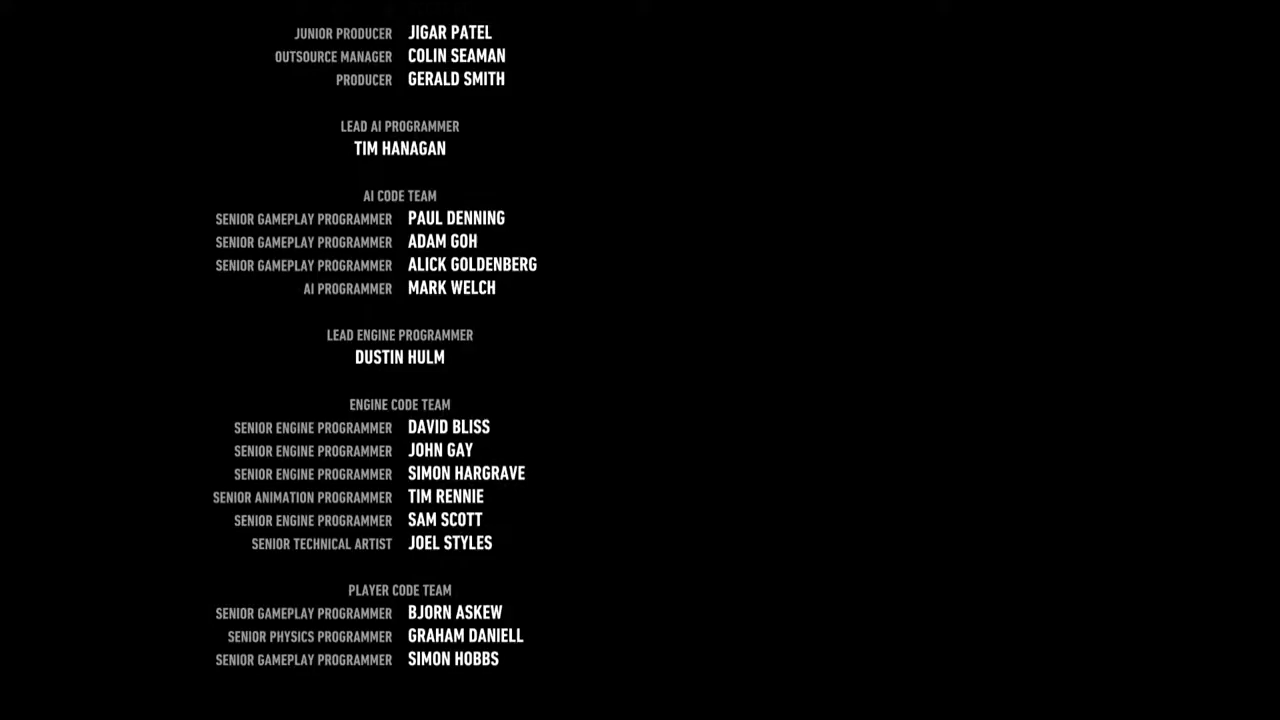 JUNIOR PRODUCER JIGAR PATEL
OUTSOURCE MANAGER COLIN SEAMAN
PRODUCER GERALD SMITH
LEAD AI PROGRAMMER
TIM HANAGAN
AI CODE TEAM
SENIOR GAMEPLAY PROGRAMMER PAUL DENNING
SENIOR GAMEPLAY PROGRAMMER ADAM GOH
SENIOR GAMEPLAY PROGRAMMER ALICK GOLDENBERG
AI PROGRAMMER MARK WELCH
LEAD ENGINE PROGRAMMER
DUSTIN HULM
ENGINE CODE TEAM
SENIOR ENGINE PROGRAMMER DAVID BLISS
SENIOR ENGINE PROGRAMMER JOHN GAY
SENIOR ENGINE PROGRAMMER SIMON HARGRAVE
SENIOR ANIMATION PROGRAMMER TIM RENNIE
SENIOR ENGINE PROGRAMMER SAM SCOTT
SENIOR TECHNICAL ARTIST JOEL STYLES
PLAYER CODE TEAM
SENIOR GAMEPLAY PROGRAMMER BJORN ASKEW
SENIOR PHYSICS PROGRAMMER GRAHAM DANIELL
SENIOR GAMEPLAY PROGRAMMER SIMON HOBBS